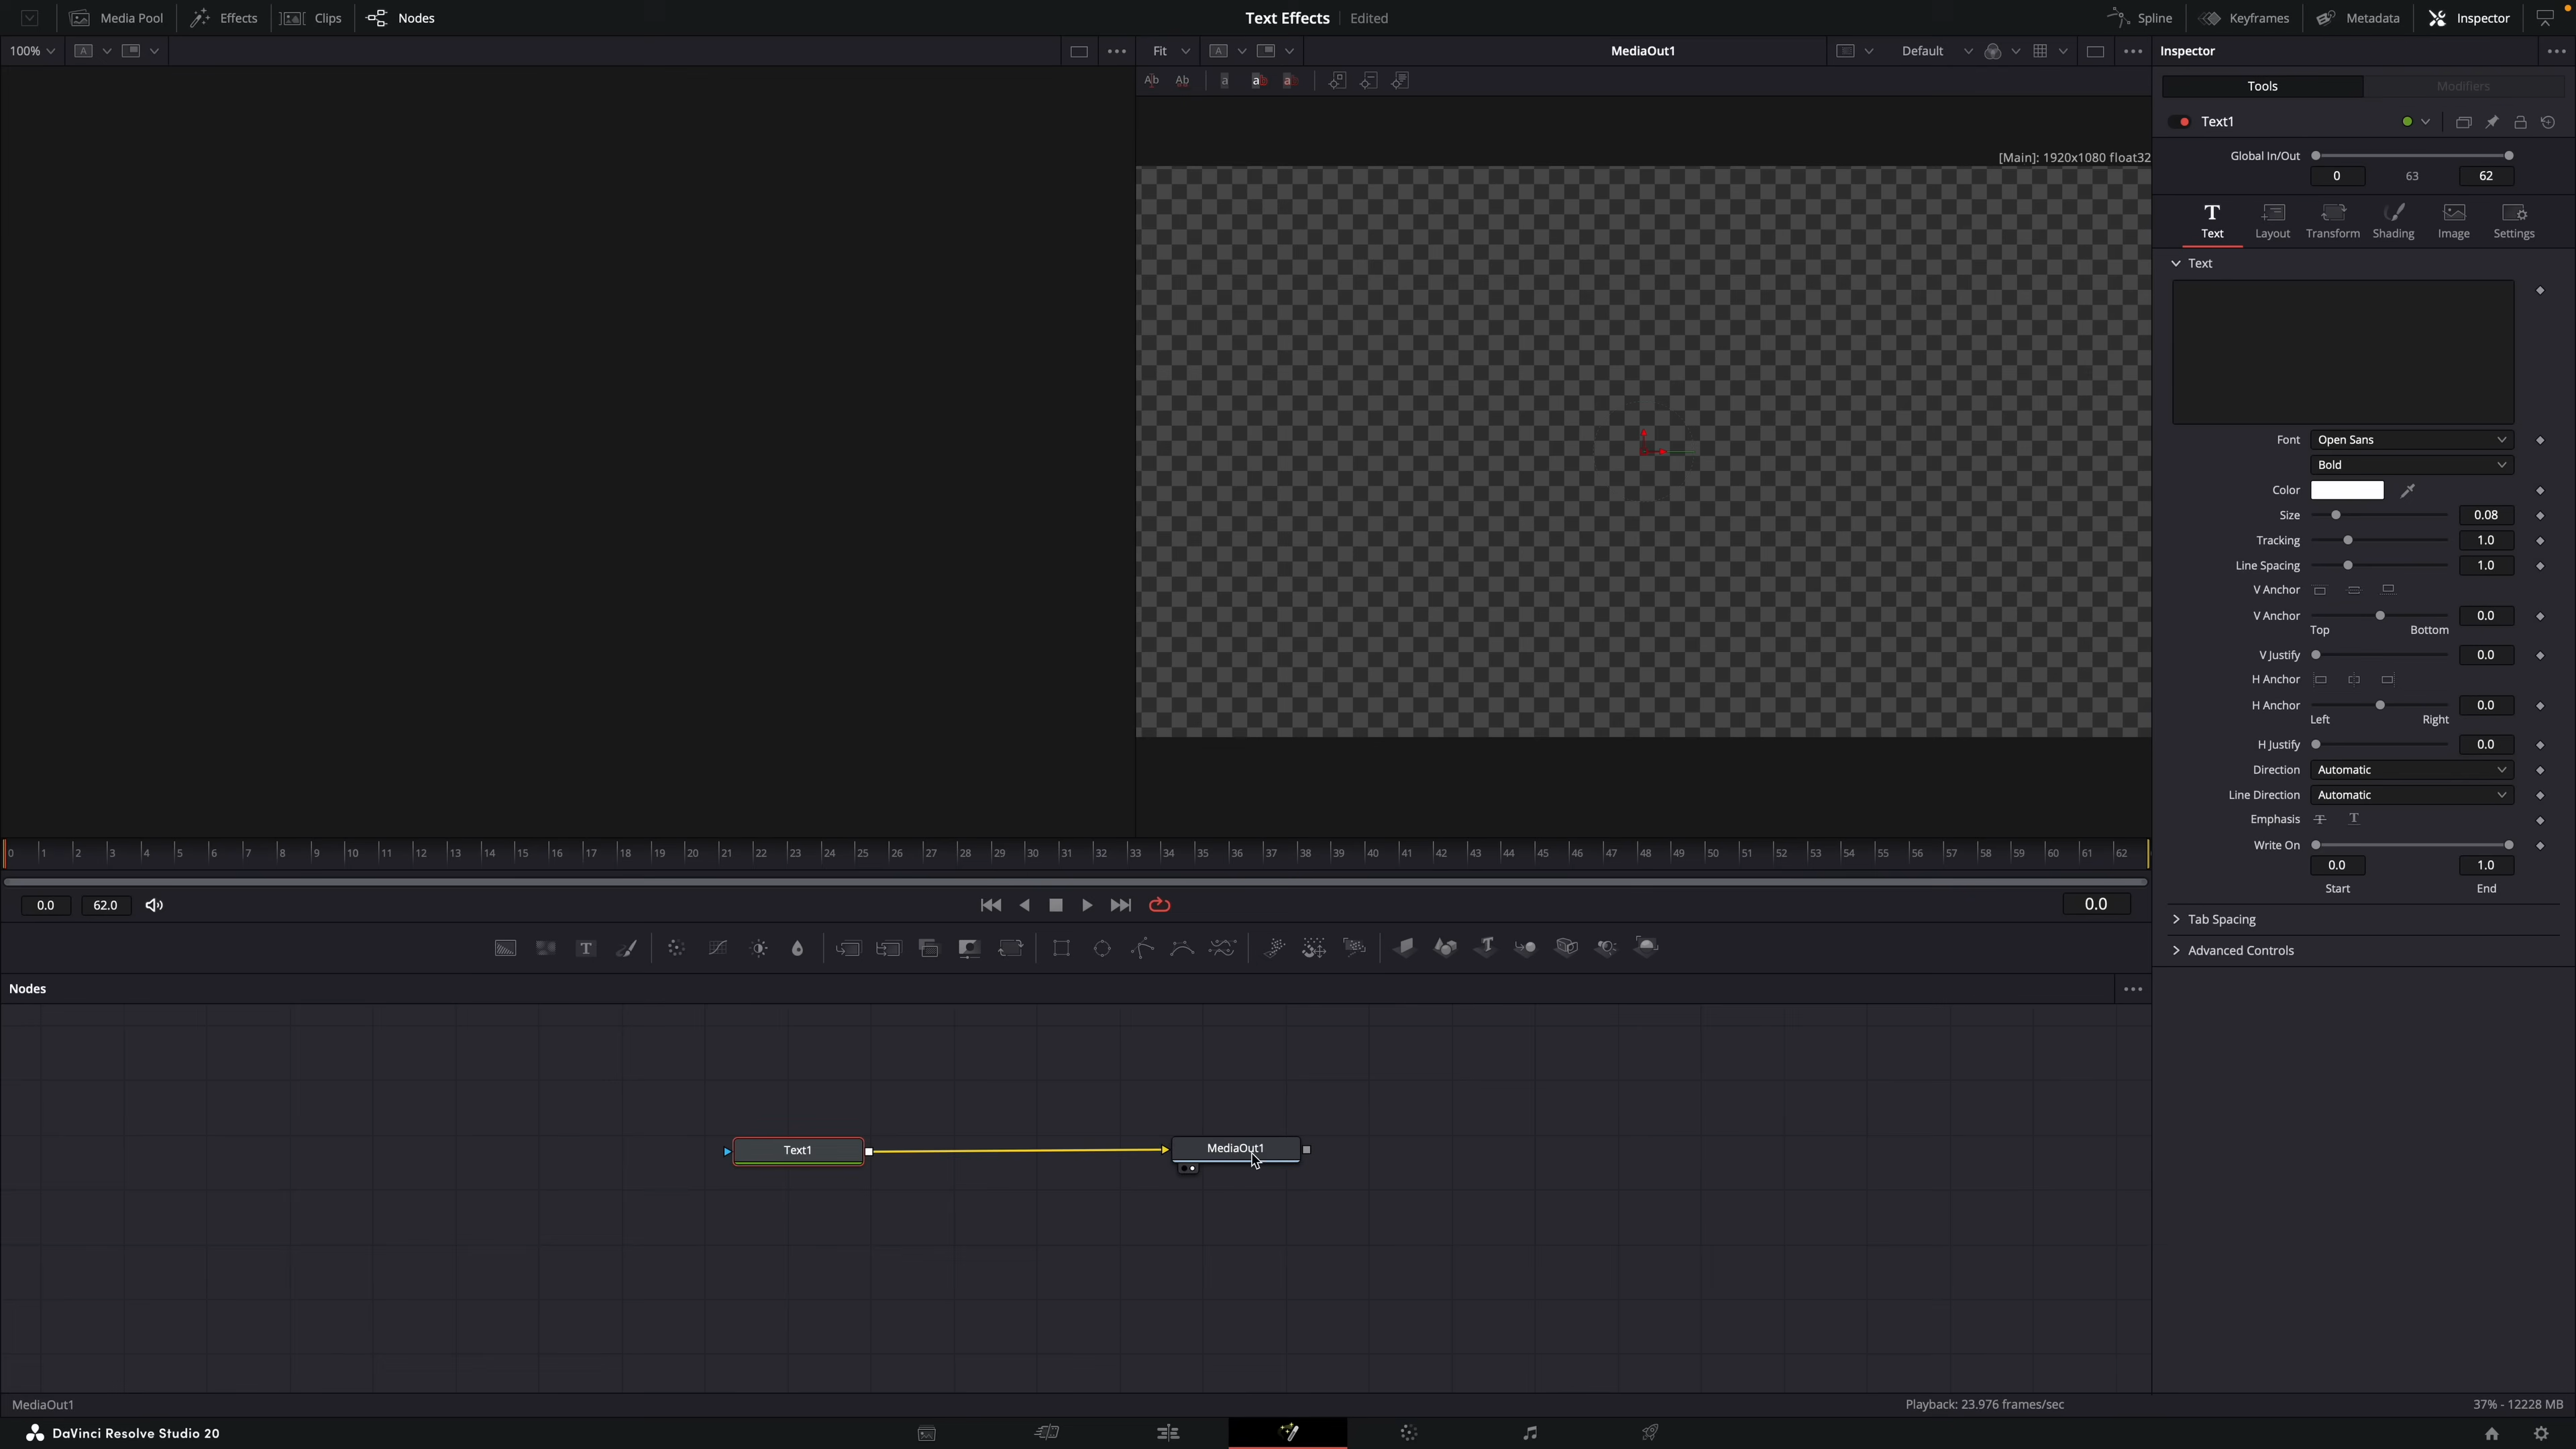 Media Pool Effects Clips Nodes Text Effects Edited Spline Keyframes Metadata Inspector
100% A Fit A MediaOut1 Default Inspector
Ab Ab a ab a
Tools Modifiers
Text1
[Main]: 1920x1080 float32
Global In/Out
0 63 62
T
Text Layout Transform Shading Image Settings
Text
Font Open Sans
Bold
Color
Size 0.08
Tracking 1.0
Line Spacing 1.0
V Anchor
V Anchor 0.0
Top Bottom
V Justify 0.0
H Anchor
H Anchor 0.0
Left Right
H Justify 0.0
Direction Automatic
Line Direction Automatic
Emphasis T T
Write On
0.0 1.0
Start End
Tab Spacing
Advanced Controls
0 1 2 3 4 5 6 7 8 9 10 11 12 13 14 15 16 17 18 19 20 21 22 23 24 25 26 27 28 29 30 31 32 33 34 35 36 37 38 39 40 41 42 43 44 45 46 47 48 49 50 51 52 53 54 55 56 57 58 59 60 61 62
0.0 62.0 0.0
T T
Nodes
Text1 MediaOut1
MediaOut1 Playback: 23.976 frames/sec 37% - 12228 MB
DaVinci Resolve Studio 20